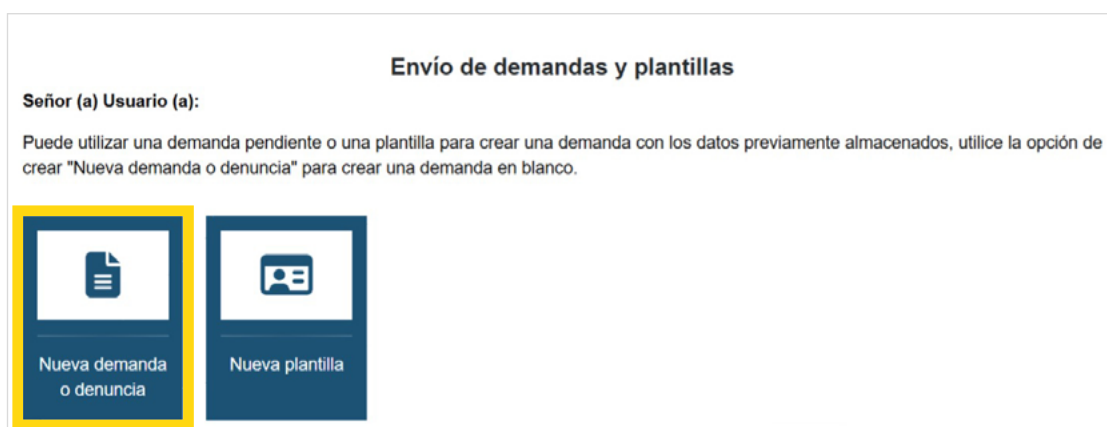 Envío de demandas y plantillas
Señor (a) Usuario (a):
Puede utilizar una demanda pendiente o una plantilla para crear una demanda con los datos previamente almacenados, utilice la opción de
crear "Nueva demanda o denuncia" para crear una demanda en blanco.
Nueva demanda
o denuncia
Nueva plantilla